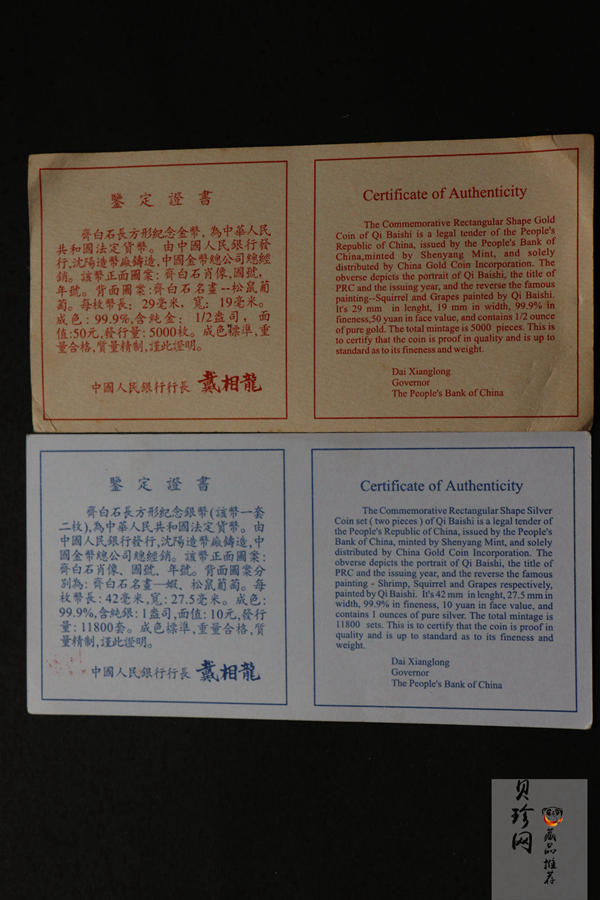 鑒定證書
齊白石長方形紀念金幣，為中華人民
共和國法定貨幣。由中國人民銀行發
行,沈陽造幣廠鑄造,中國金幣總公司總經
銷。該幣正面圖案：齊白石肖像,國號，
年號。背面圖案:齊白石名畫--松鼠葡
萄。每枚幣長：29毫米，寬：19毫米。
成色：99.9%,含純金：1/2盎司，面
值:50元,發行量:5000枚。成色標準,重
量合格,質量精制,謹此證明。
中國人民銀行行長 戴相龍
Certificate of Authenticity
The Commemorative Rectangular Shape Gold
Coin of Qi Baishi is a legal tender of the People's
Republic of China, issued by the People's Bank of
China,minted by Shenyang Mint, and solely
distributed by China Gold Coin Incorporation. The
obverse depicts the portrait of Qi Baishi, the title of
PRC and the issuing year, and the reverse the famous
painting--Squirrel and Grapes painted by Qi Baishi.
It's 29 mm in lenght, 19 mm in width, 99.9% in
fineness,50 yuan in face value, and contains 1/2 ounce
of pure gold. The total mintage is 5000 pieces. This is
to certify that the coin is proof in quality and is up to
standard as to its fineness and weight.
Dai Xianglong
Governor
The People's Bank of China
鑒定證書
齊白石長方形紀念銀幣(該幣一套
二枚),為中華人民共和國法定貨幣。由
中國人民銀行發行,沈陽造幣廠鑄造,中
國金幣總公司總經銷。該幣正面圖案：
齊白石肖像、國號、年號。背面圖案分
別為：齊白石名畫—蝦、松鼠葡萄。每
枚幣長：42毫米,寬：27.5毫米。成色：
99.9%,含純銀：1盎司,面值：10元,發行
量：11800套。成色標準,重量合格,質
量精制,謹此證明。
中國人民銀行行長 戴相龍
Certificate of Authenticity
The Commemorative Rectangular Shape Silver
Coin set ( two pieces ) of Qi Baishi is a legal tender of
the People's Republic of China, issued by the People's
Bank of China, minted by Shenyang Mint, and solely
distributed by China Gold Coin Incorporation. The
obverse depicts the portrait of Qi Baishi, the title of
PRC and the issuing year, and the reverse the famous
painting - Shrimp, Squirrel and Grapes respectively,
painted by Qi Baishi. It's 42 mm in lenght, 27.5 mm in
width, 99.9% in fineness, 10 yuan in face value, and
contains 1 ounces of pure silver. The total mintage is
11800 sets. This is to certify that the coin is proof in
quality and is up to standard as to its fineness and
weight.
Dai Xianglong
Governor
The People's Bank of China
贝珍网
藏品推荐